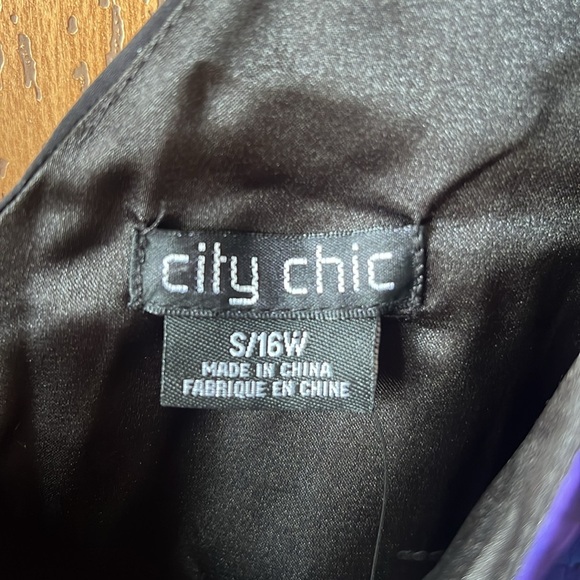 city chic
S/16W
MADE IN CHINA
FABRIQUE EN CHINE